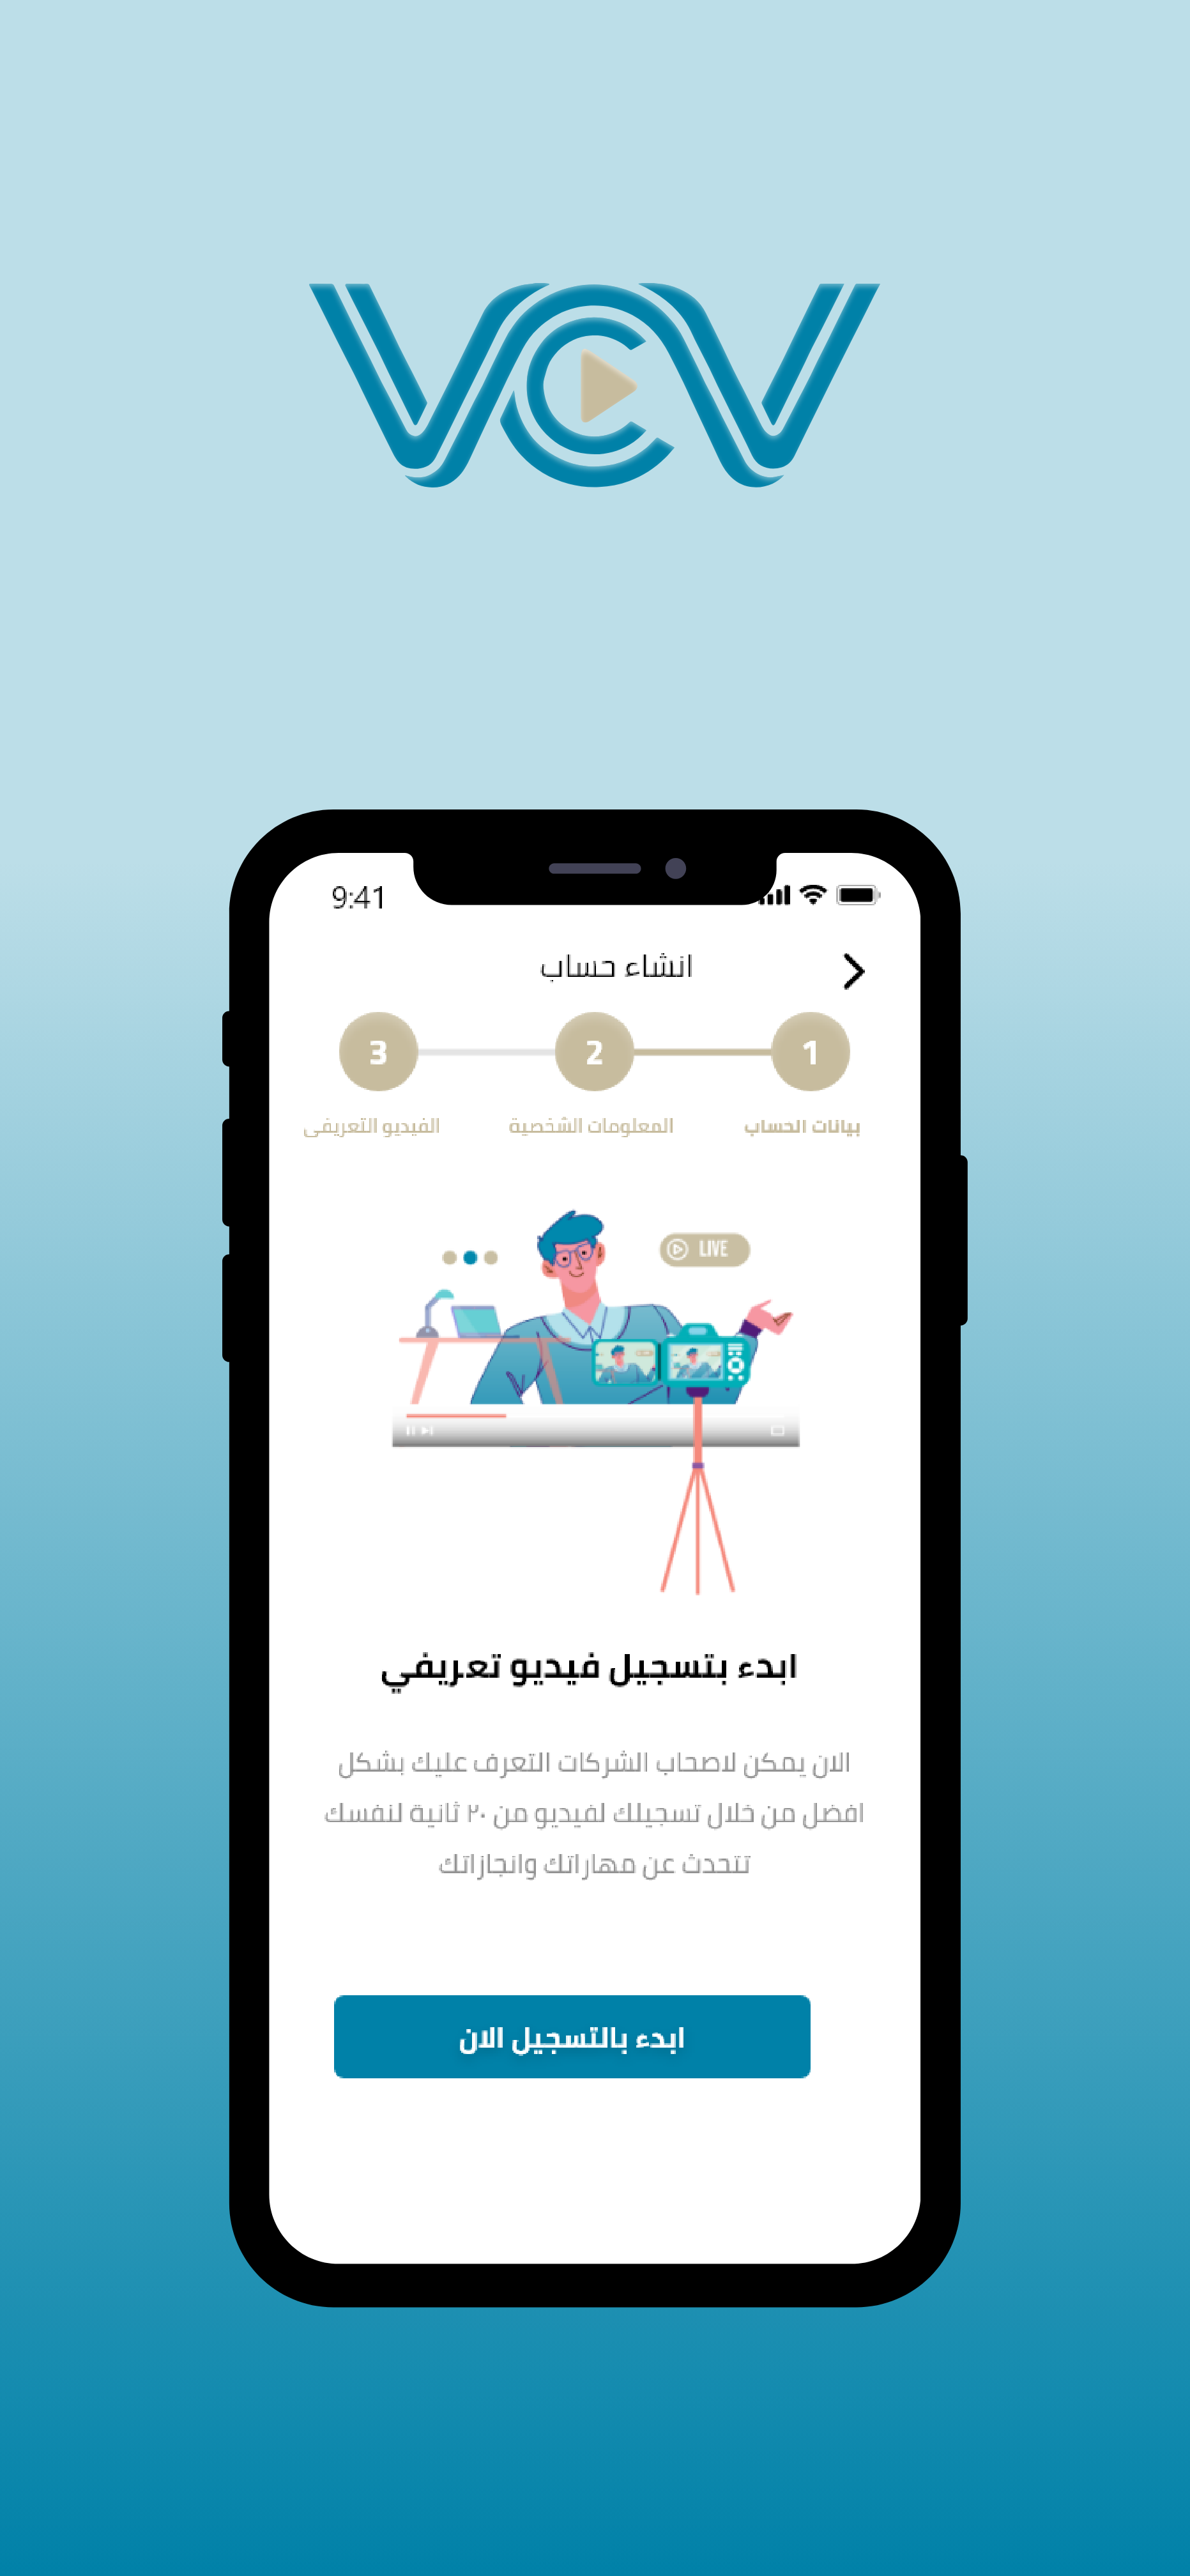 VCV
9:41
انشاء حساب
1 2 3
بيانات الحساب المعلومات الشخصية الفيديو التعريفي
LIVE
ابدء بتسجيل فيديو تعريفي
الان يمكن لاصحاب الشركات التعرف عليك بشكل
افضل من خلال تسجيلك لفيديو من ٢٠ ثانية لنفسك
تتحدث عن مهاراتك وانجازاتك
ابدء بالتسجيل الان